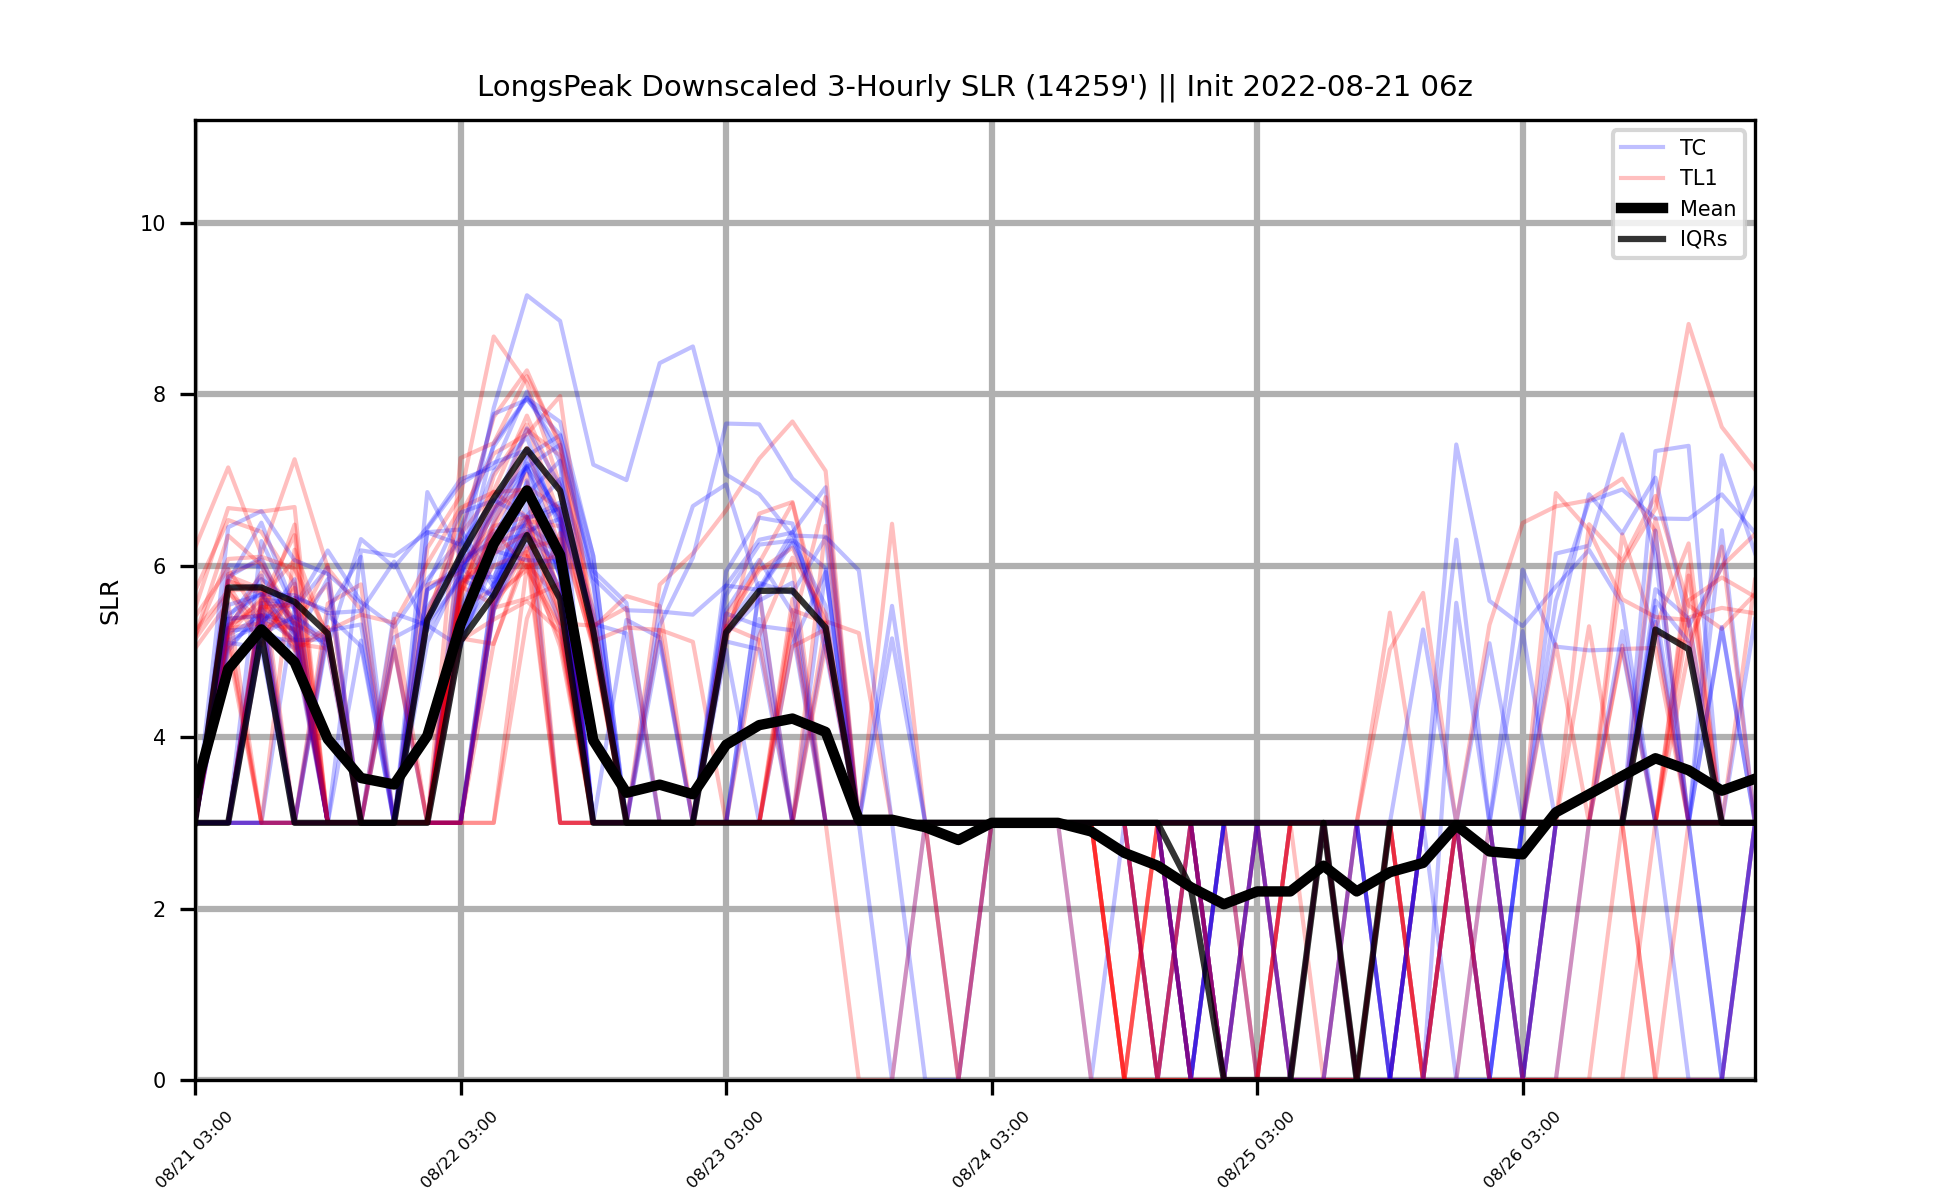 LongsPeak Downscaled 3-Hourly SLR (14259') || Init 2022-08-21 06z
TC
TL1
Mean
IQRs
SLR
10
8
6
4
2
0
08/21 03:00
08/22 03:00
08/23 03:00
08/24 03:00
08/25 03:00
08/26 03:00